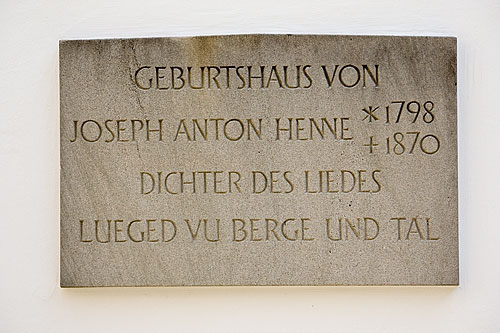 GEBURTSHAUS VON
JOSEPH ANTON HENNE *1798 +1870
DICHTER DES LIEDES
LUEGED VU BERGE UND TAL